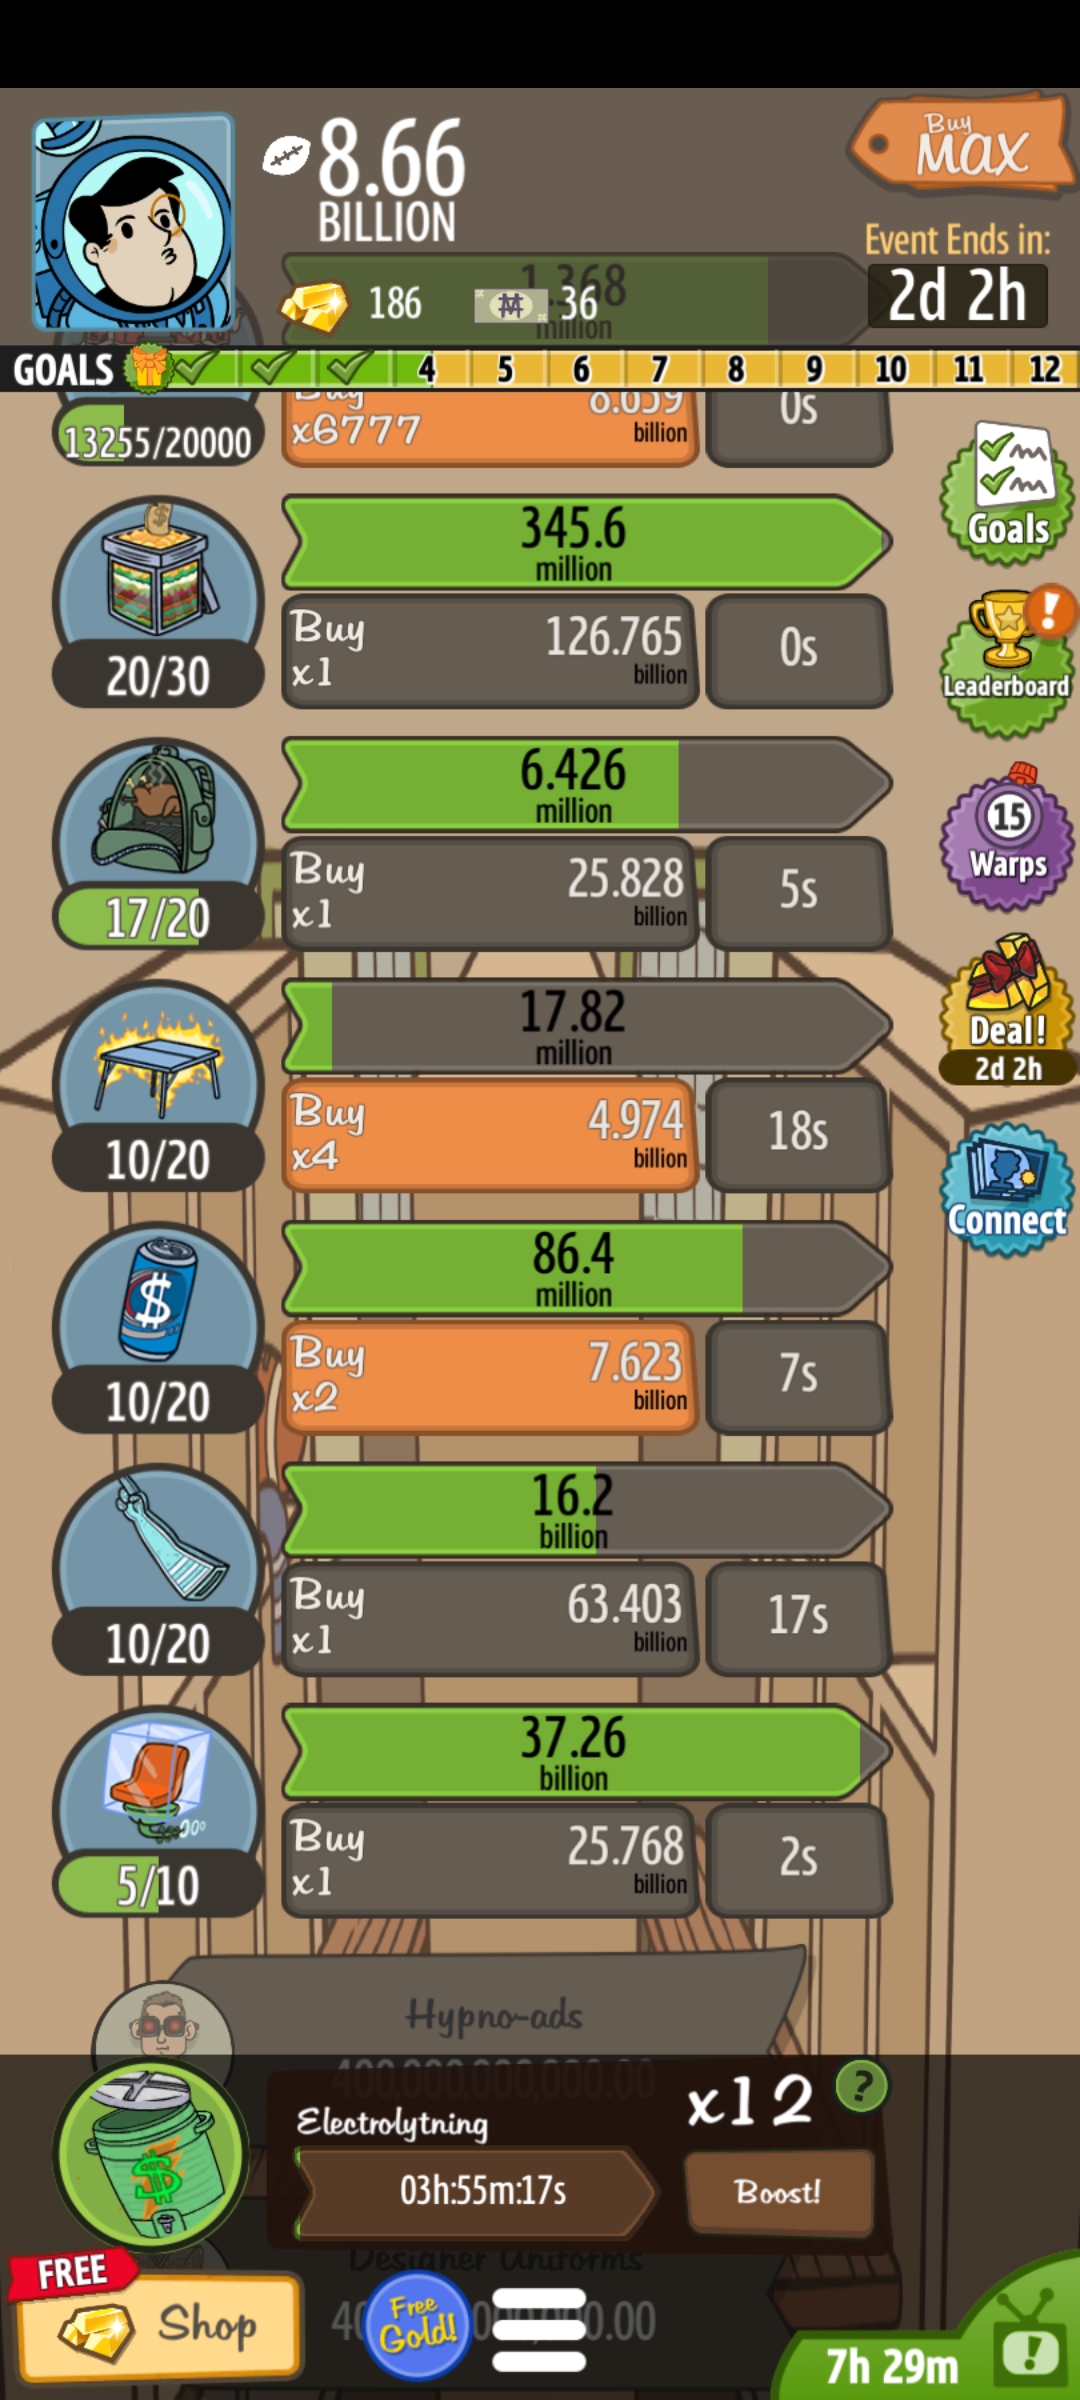 8.66
BILLION
Buy
MAX
Event Ends in:
2d 2h
1.368
million
186
36
GOALS 4 5 6 7 8 9 10 11 12
13255/20000
Buy
x6777
8.659
billion
0s
Goals
345.6
million
20/30
Buy
x1
126.765
billion
0s
Leaderboard
6.426
million
17/20
Buy
x1
25.828
billion
5s
15
Warps
17.82
million
10/20
Buy
x4
4.974
billion
18s
Deal!
2d 2h
86.4
million
10/20
Buy
x2
7.623
billion
7s
Connect
16.2
billion
10/20
Buy
x1
63.403
billion
17s
37.26
billion
5/10
Buy
x1
25.768
billion
2s
Hypno-ads
400,000,000,000.00
Electrolytning
x12
?
03h:55m:17s
Boost!
Designer Uniforms
FREE
Shop
Free
Gold!
7h 29m